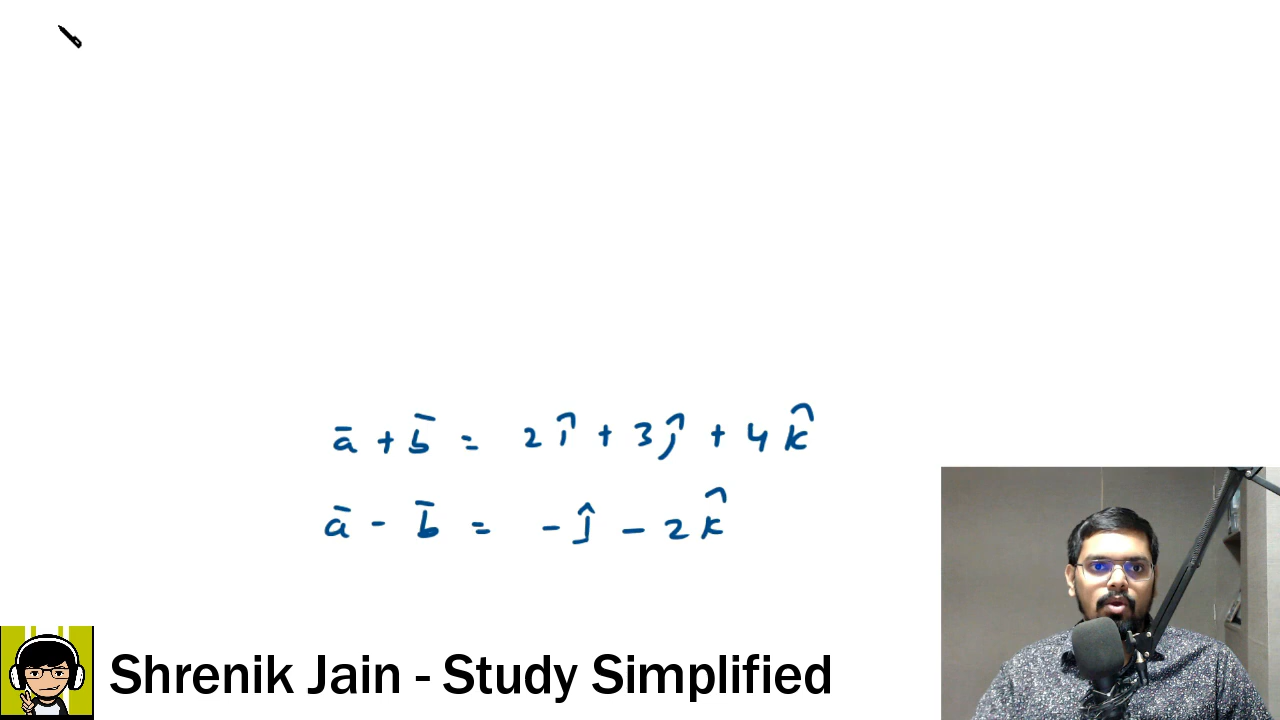 ā + b̄ = 2î + 3ĵ + 4k̂
ā - b̄ = -ĵ - 2k̂
Shrenik Jain - Study Simplified